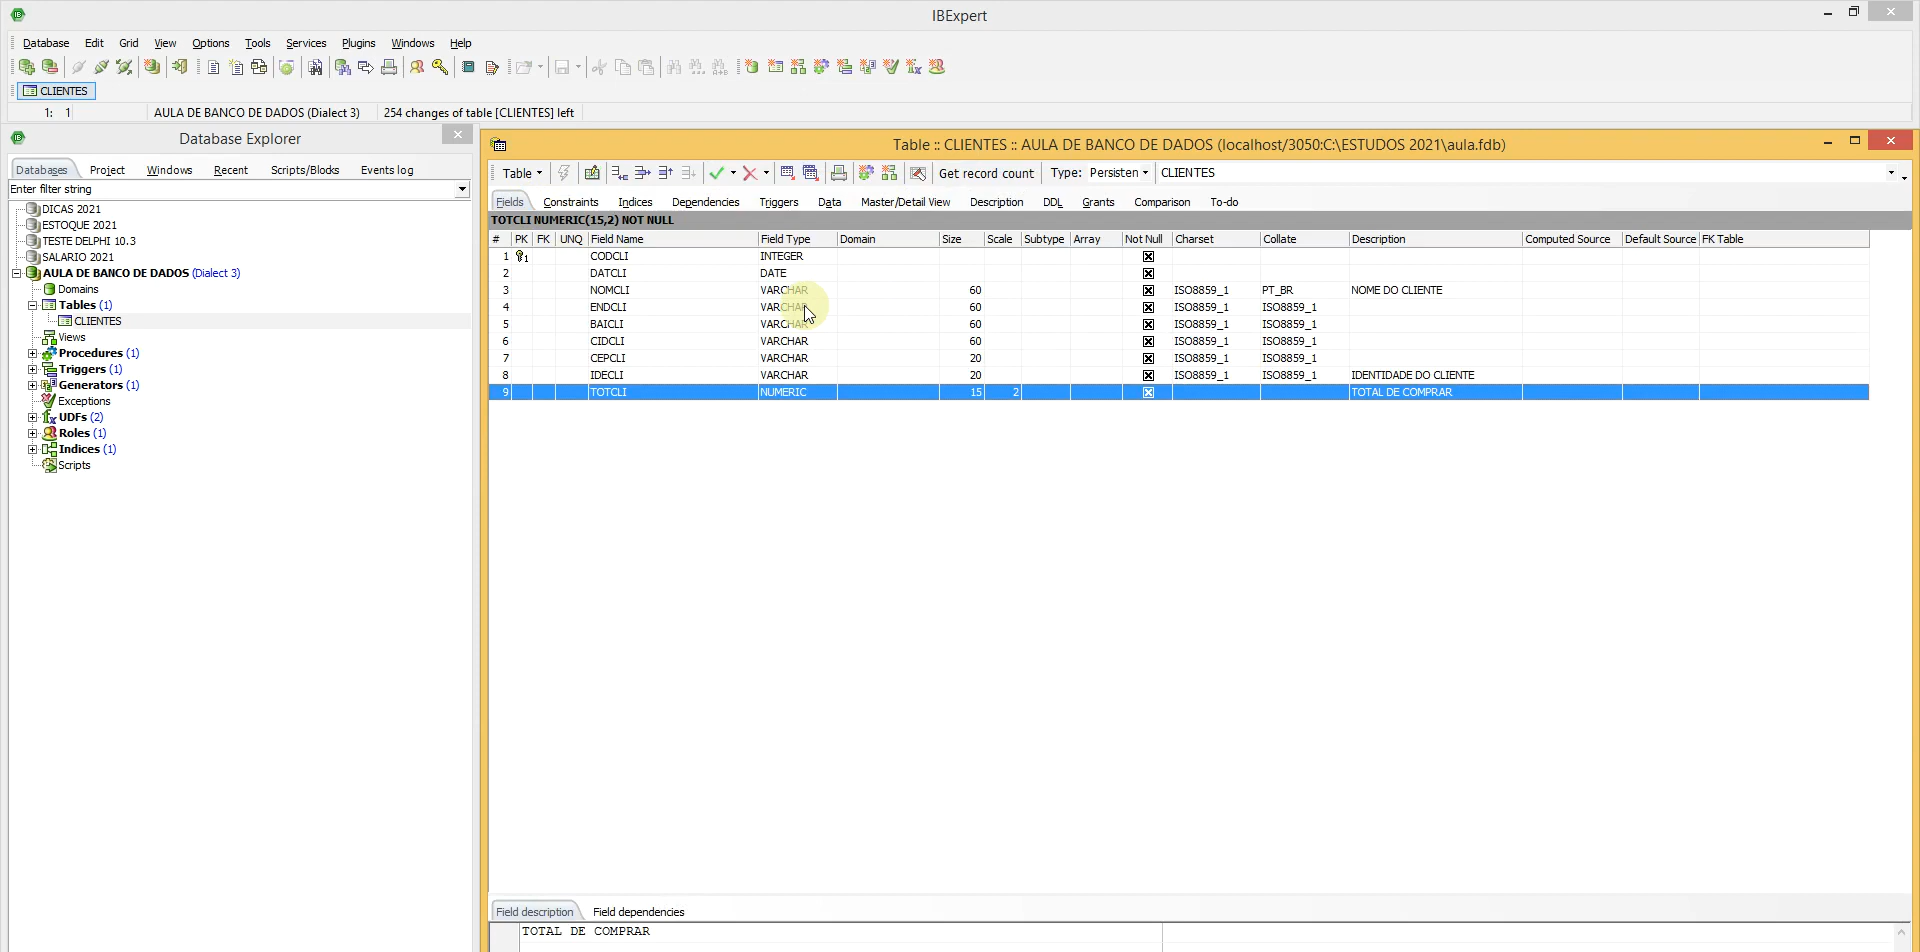 IBExpert
Database Edit Grid View Options Tools Services Plugins Windows Help
CLIENTES
1: 1 AULA DE BANCO DE DADOS (Dialect 3) 254 changes of table [CLIENTES] left
Database Explorer
Databases Project Windows Recent Scripts/Blocks Events log
Enter filter string
DICAS 2021
ESTOQUE 2021
TESTE DELPHI 10.3
SALARIO 2021
AULA DE BANCO DE DADOS (Dialect 3)
Domains
Tables (1)
CLIENTES
Views
Procedures (1)
Triggers (1)
Generators (1)
Exceptions
UDFs (2)
Roles (1)
Indices (1)
Scripts
Table :: CLIENTES :: AULA DE BANCO DE DADOS (localhost/3050:C:\ESTUDOS 2021\aula.fdb)
Table Get record count Type: Persisten CLIENTES
Fields Constraints Indices Dependencies Triggers Data Master/Detail View Description DDL Grants Comparison To-do
TOTCLI NUMERIC(15,2) NOT NULL
# PK FK UNQ Field Name Field Type Domain Size Scale Subtype Array Not Null Charset Collate Description Computed Source Default Source FK Table
1 1 CODCLI INTEGER
2 DATCLI DATE
3 NOMCLI VARCHAR 60 ISO8859_1 PT_BR NOME DO CLIENTE
4 ENDCLI VARCHAR 60 ISO8859_1 ISO8859_1
5 BAICLI VARCHAR 60 ISO8859_1 ISO8859_1
6 CIDCLI VARCHAR 60 ISO8859_1 ISO8859_1
7 CEPCLI VARCHAR 20 ISO8859_1 ISO8859_1
8 IDECLI VARCHAR 20 ISO8859_1 ISO8859_1 IDENTIDADE DO CLIENTE
9 TOTCLI NUMERIC 15 2 TOTAL DE COMPRAR
Field description Field dependencies
TOTAL DE COMPRAR